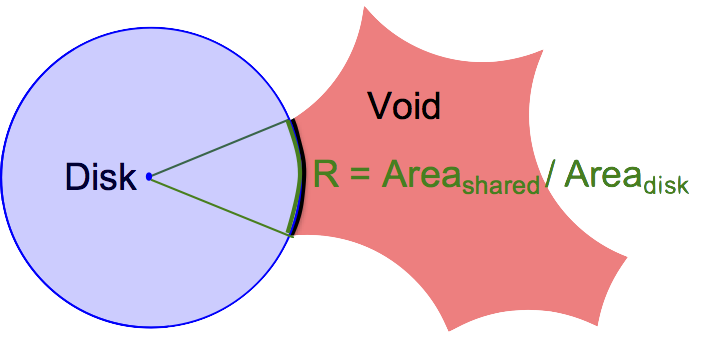 Void
Disk
R = Area_shared / Area_disk